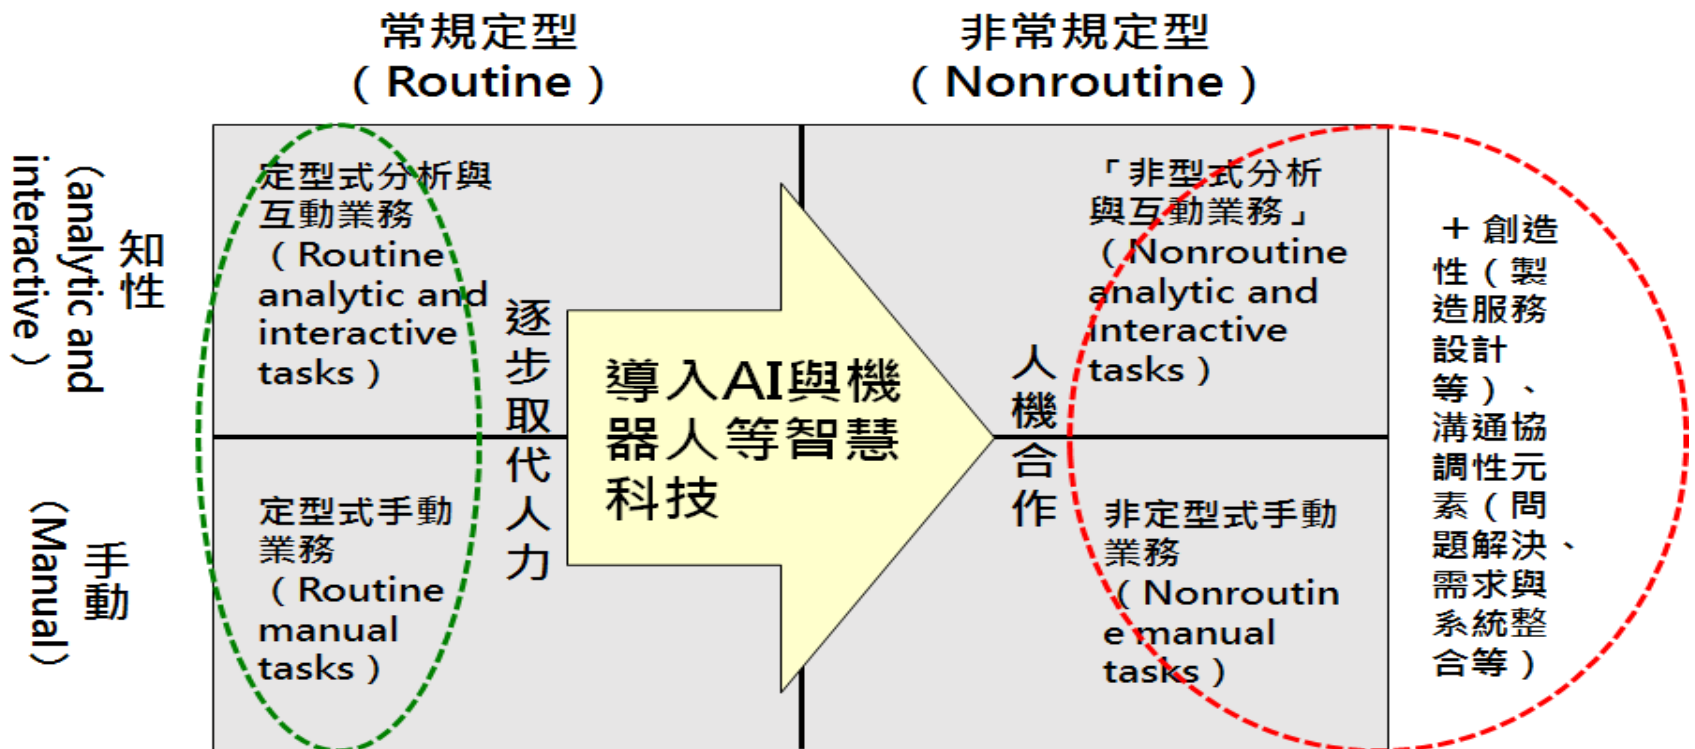 常規定型
（Routine）
非常規定型
（Nonroutine）
知性
（analytic and
interactive）
定型式分析與
互動業務
（Routine
analytic and
interactive
tasks）
逐步取代人力
導入AI與機
器人等智慧
科技
人機合作
「非型式分析
與互動業務」
（Nonroutine
analytic and
interactive
tasks）
＋創造
性（製
造服務
設計
等）、
溝通協
調性元
素（問
題解決、
需求與
系統整
合等）
手動
（Manual）
定型式手動
業務
（Routine
manual
tasks）
非定型式手動
業務
（Nonroutin
e manual
tasks）